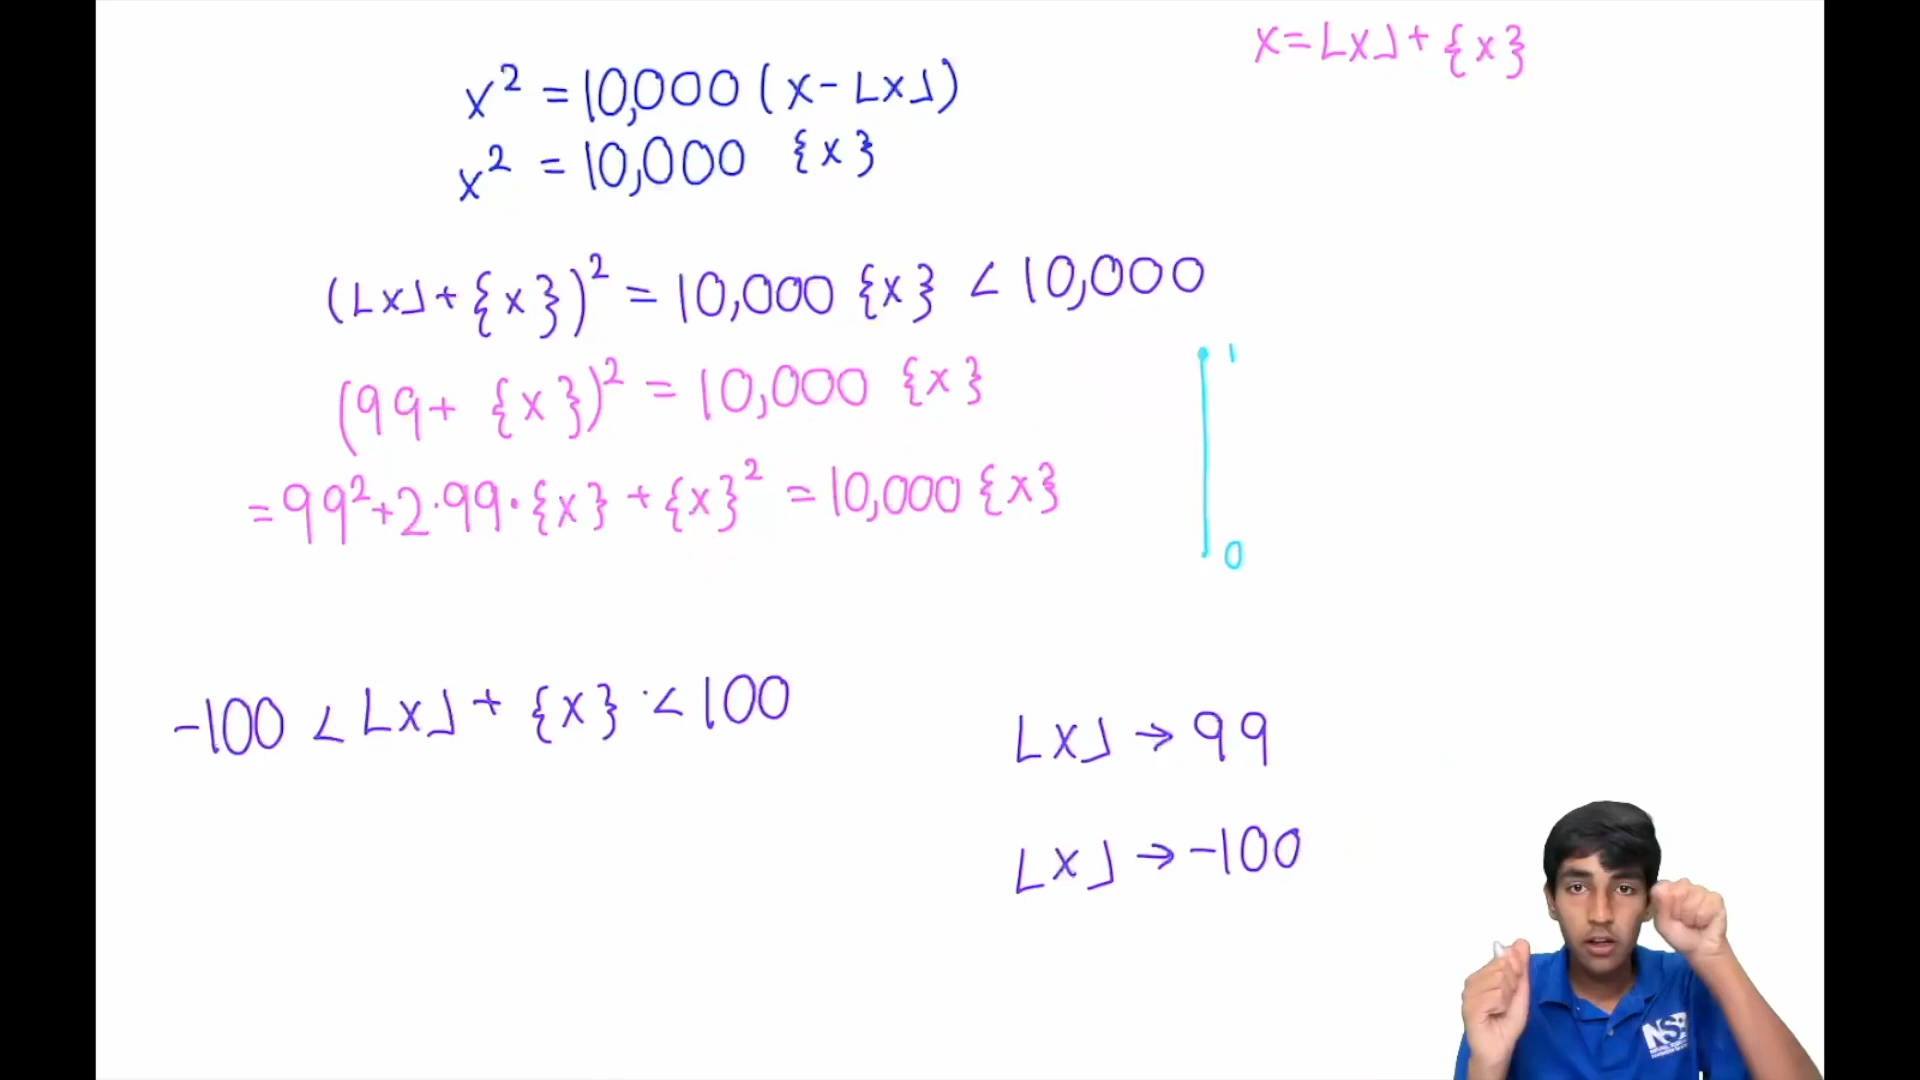 x = ⌊x⌋ + {x}
x² = 10,000 (x - ⌊x⌋)
x² = 10,000 {x}
(⌊x⌋ + {x})² = 10,000 {x} < 10,000
(99 + {x})² = 10,000 {x}
= 99² + 2·99·{x} + {x}² = 10,000 {x}
1
0
-100 < ⌊x⌋ + {x} < 100
⌊x⌋ → 99
⌊x⌋ → -100